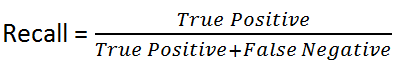 Recall = True Positive / True Positive+False Negative